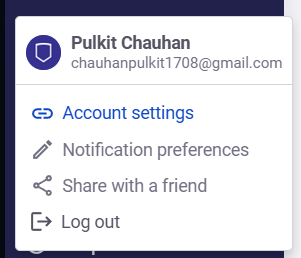 Pulkit Chauhan
chauhanpulkit1708@gmail.com
Account settings
Notification preferences
Share with a friend
Log out